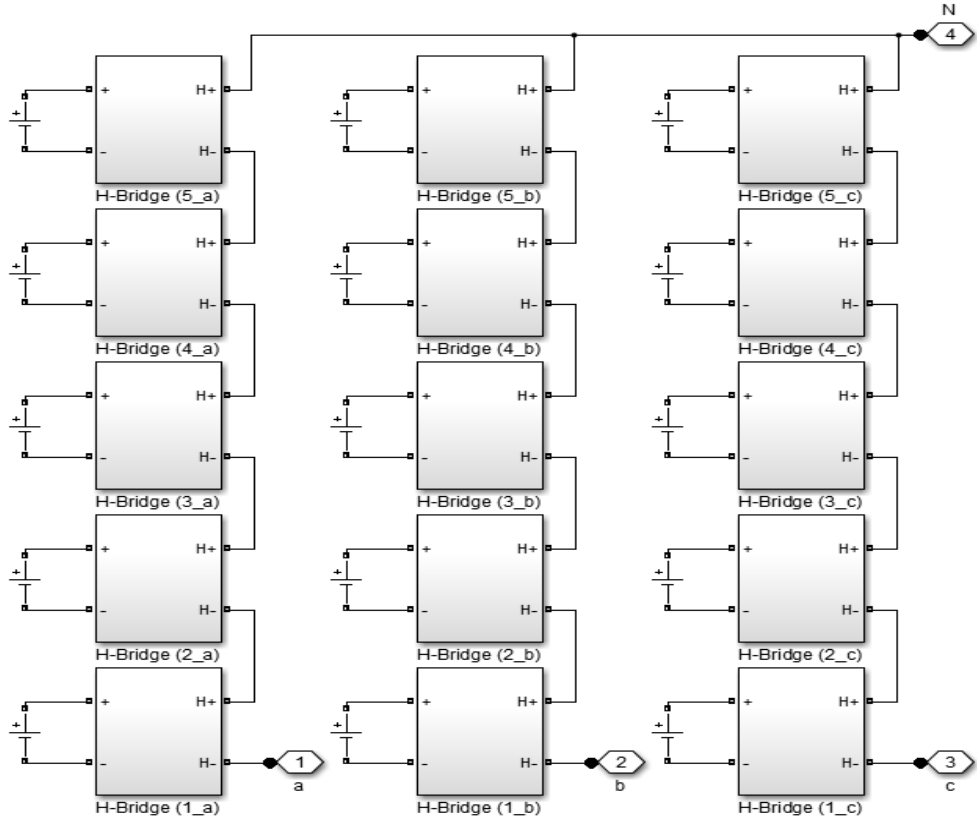 N
4
+ H+ + H+ + H+
+ + +
− H− − H− − H−
H-Bridge (5_a) H-Bridge (5_b) H-Bridge (5_c)
+ H+ + H+ + H+
+ + +
− H− − H− − H−
H-Bridge (4_a) H-Bridge (4_b) H-Bridge (4_c)
+ H+ + H+ + H+
+ + +
− H− − H− − H−
H-Bridge (3_a) H-Bridge (3_b) H-Bridge (3_c)
+ H+ + H+ + H+
+ + +
− H− − H− − H−
H-Bridge (2_a) H-Bridge (2_b) H-Bridge (2_c)
+ H+ + H+ + H+
+ + +
− H− 1 − H− 2 − H− 3
a b c
H-Bridge (1_a) H-Bridge (1_b) H-Bridge (1_c)